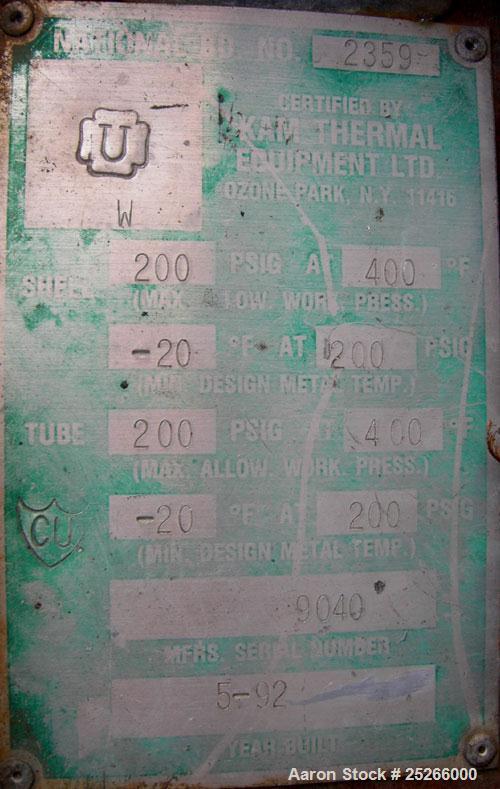 NATIONAL BD. NO. 2359
U
W
CERTIFIED BY
KAM THERMAL
EQUIPMENT LTD.
OZONE PARK, N.Y. 11416
SHELL 200 PSIG AT 400 °F
(MAX. ALLOW. WORK. PRESS.)
-20 °F AT 200 PSIG
(MIN. DESIGN METAL TEMP.)
TUBE 200 PSIG AT 400 °F
(MAX. ALLOW. WORK. PRESS.)
CU
-20 °F AT 200 PSIG
(MIN. DESIGN METAL TEMP.)
9040
MFRS. SERIAL NUMBER
5-92
YEAR BUILT
Aaron Stock # 25266000